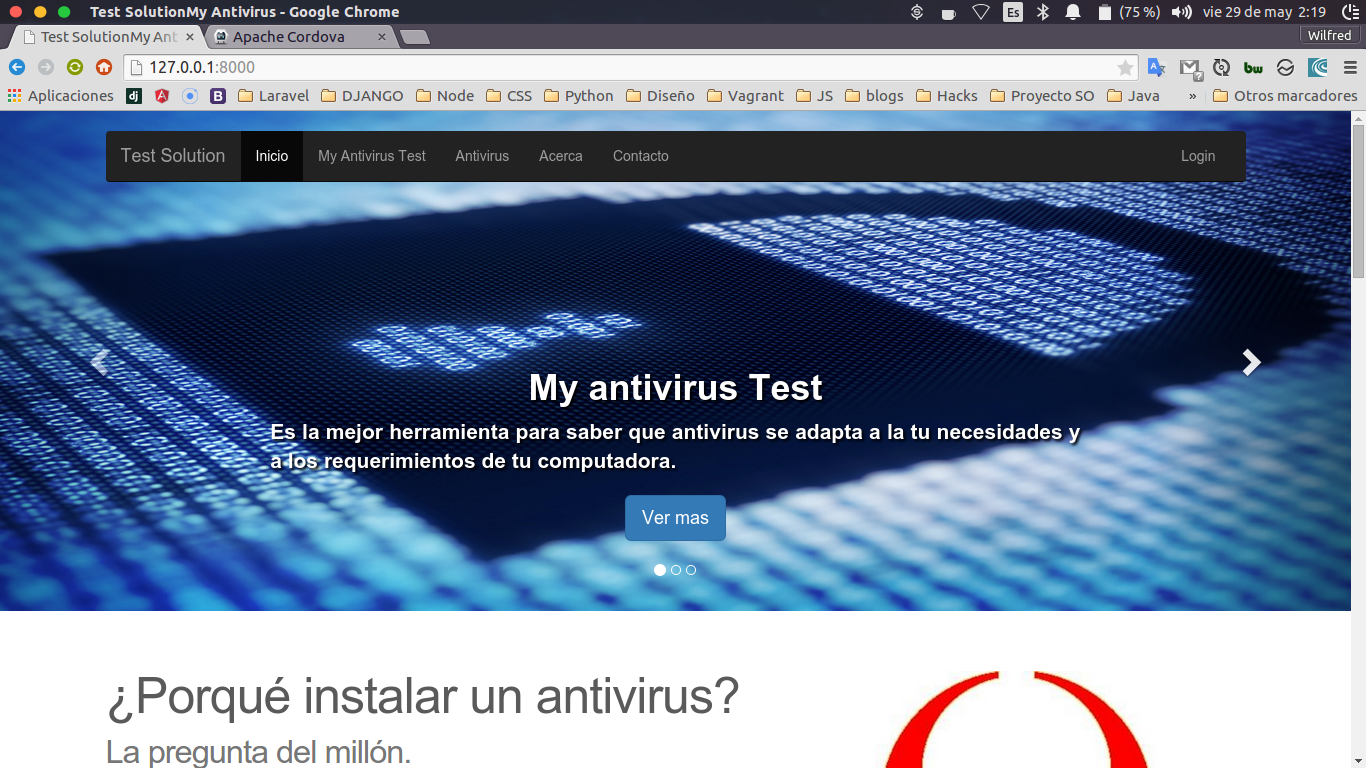 Test SolutionMy Antivirus - Google Chrome
Es
(75 %)
vie 29 de may 2:19
Test SolutionMy Ant
Apache Cordova
Wilfred
127.0.0.1:8000
Aplicaciones
dj
B
Laravel
DJANGO
Node
CSS
Python
Diseño
Vagrant
JS
blogs
Hacks
Proyecto SO
Java
»
Otros marcadores
bw
Test Solution
Inicio
My Antivirus Test
Antivirus
Acerca
Contacto
Login
My antivirus Test
Es la mejor herramienta para saber que antivirus se adapta a la tu necesidades y
a los requerimientos de tu computadora.
Ver mas
¿Porqué instalar un antivirus?
La pregunta del millón.